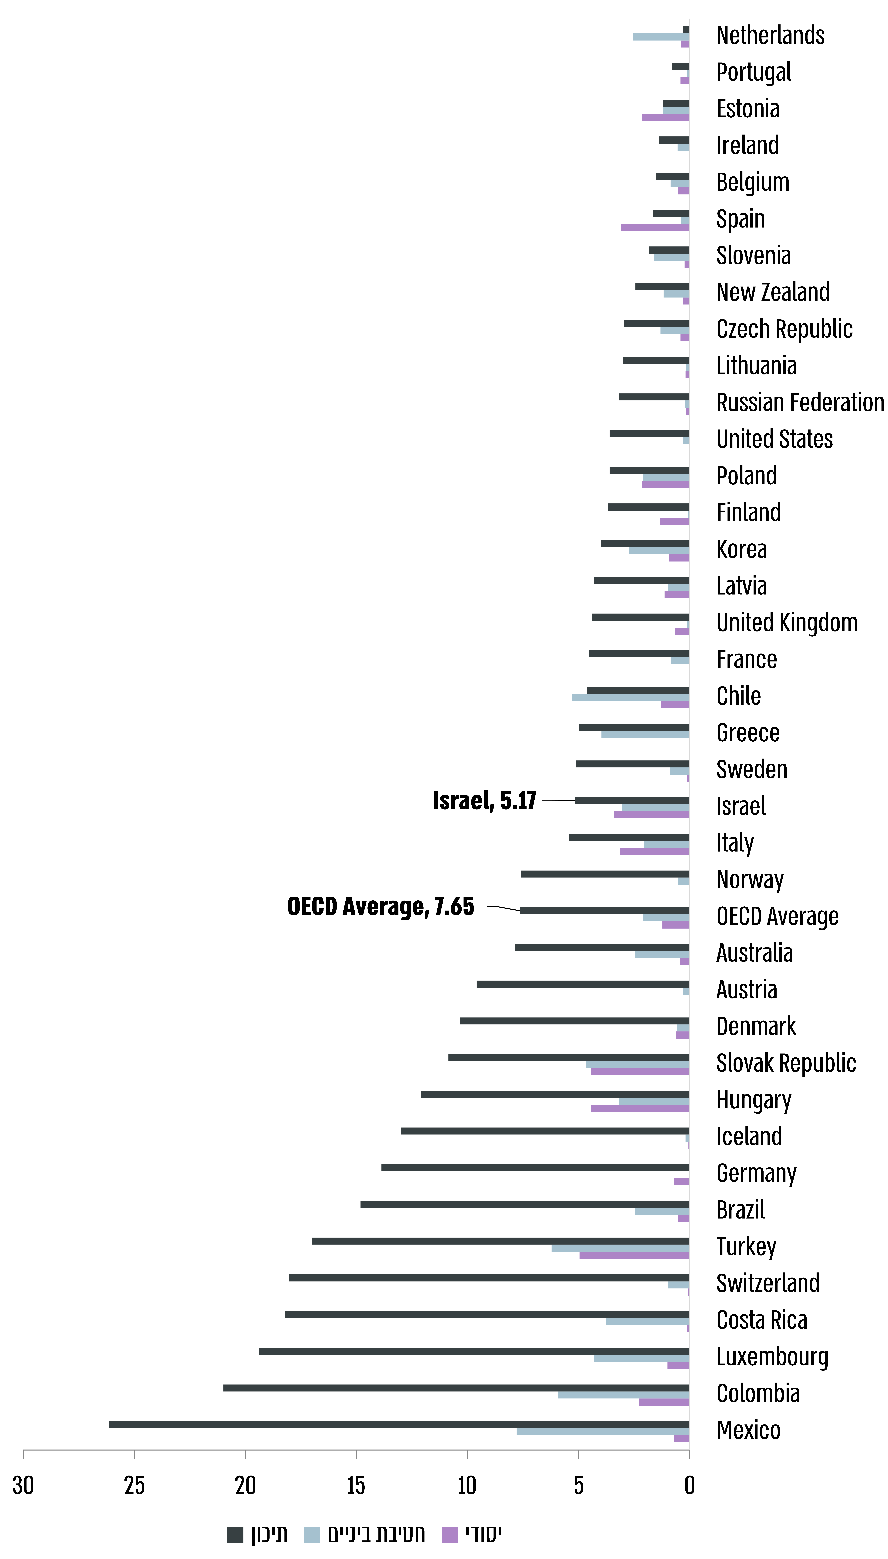 Netherlands
Portugal
Estonia
Ireland
Belgium
Spain
Slovenia
New Zealand
Czech Republic
Lithuania
Russian Federation
United States
Poland
Finland
Korea
Latvia
United Kingdom
France
Chile
Greece
Sweden
Israel, 5.17 Israel
Italy
Norway
OECD Average, 7.65 OECD Average
Australia
Austria
Denmark
Slovak Republic
Hungary
Iceland
Germany
Brazil
Turkey
Switzerland
Costa Rica
Luxembourg
Colombia
Mexico
30 25 20 15 10 5 0
יסודי חטיבת ביניים תיכון